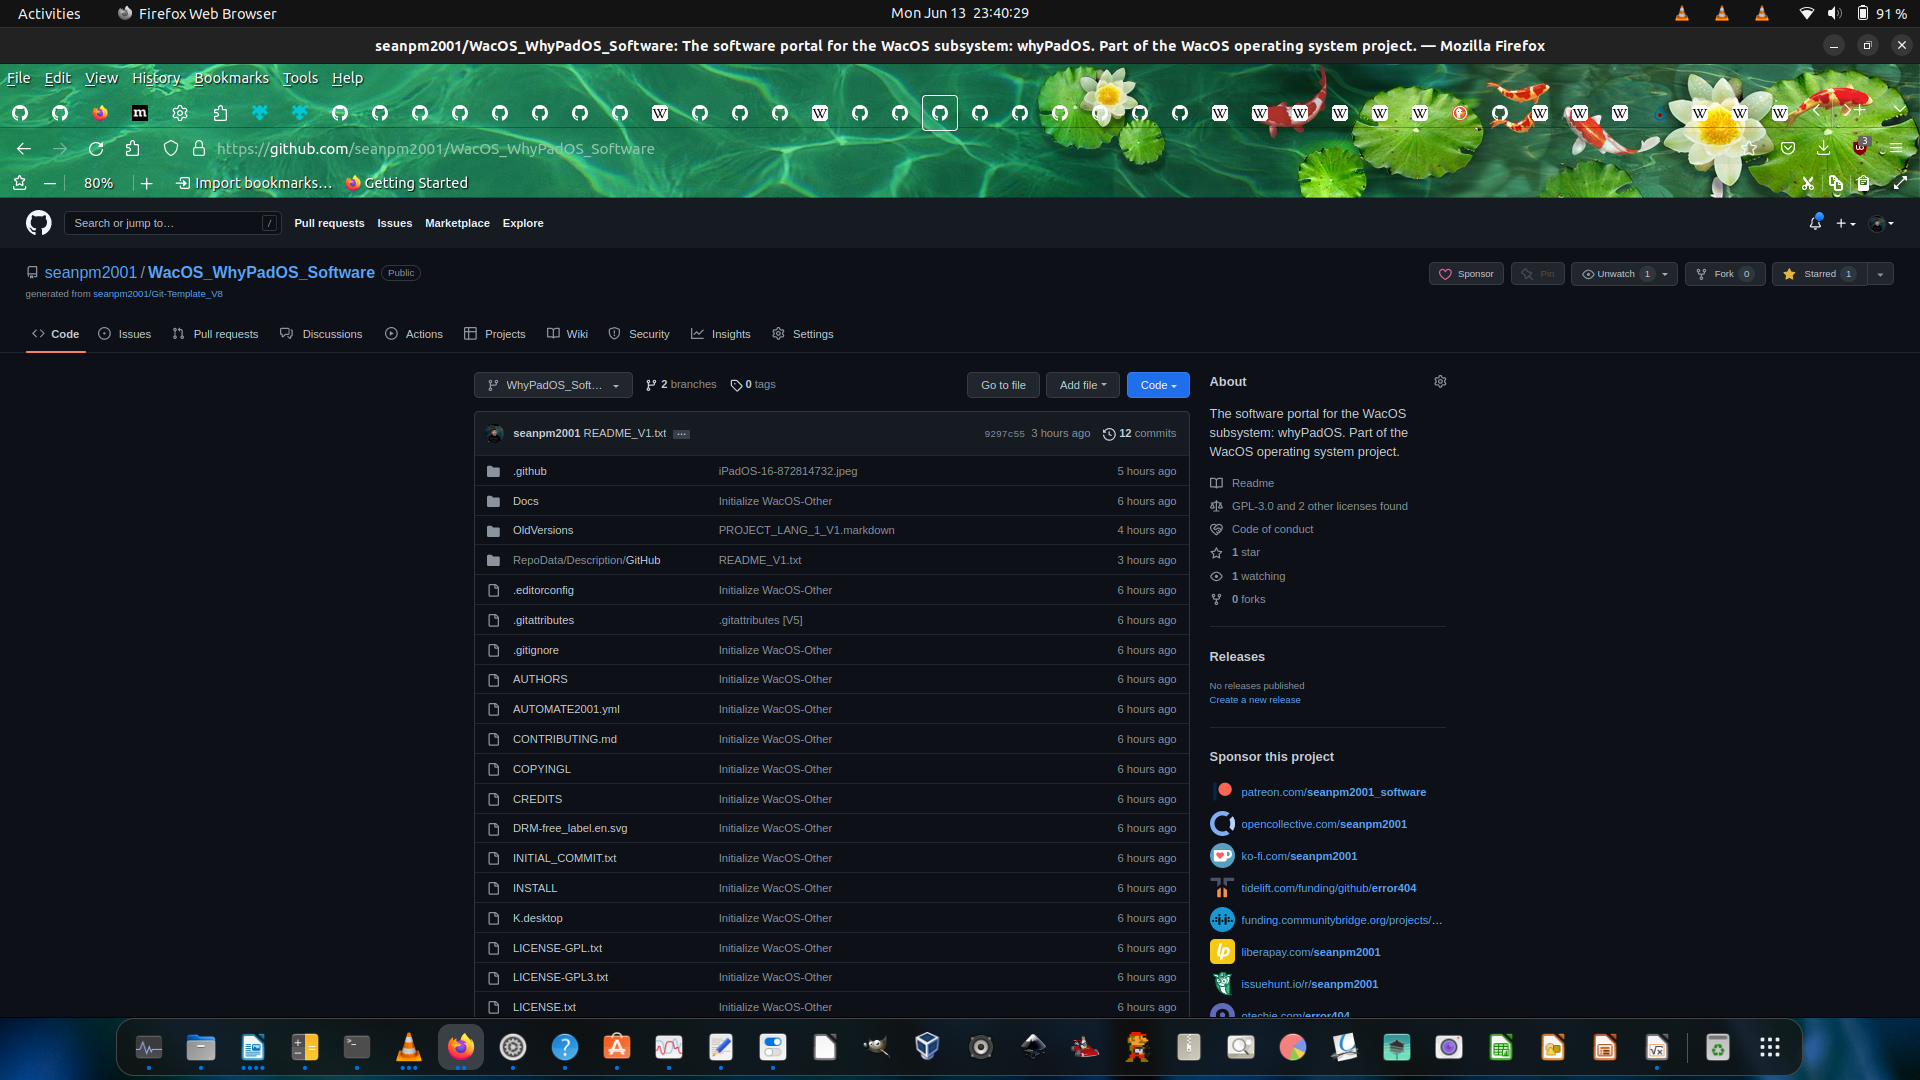 Activities
Firefox Web Browser
Mon Jun 13 23:40:29
91 %
seanpm2001/WacOS_WhyPadOS_Software: The software portal for the WacOS subsystem: whyPadOS. Part of the WacOS operating system project. — Mozilla Firefox
File Edit View History Bookmarks Tools Help
https://github.com/seanpm2001/WacOS_WhyPadOS_Software
3
80%
Import bookmarks…
Getting Started
Search or jump to…
/
Pull requests Issues Marketplace Explore
seanpm2001 / WacOS_WhyPadOS_Software Public
Sponsor
Pin
Unwatch 1
Fork 0
Starred 1
generated from seanpm2001/Git-Template_V8
Code
Issues
Pull requests
Discussions
Actions
Projects
Wiki
Security
Insights
Settings
WhyPadOS_Soft…
2 branches
0 tags
Go to file
Add file
Code
seanpm2001 README_V1.txt
9297c55 3 hours ago
12 commits
.github iPadOS-16-872814732.jpeg 5 hours ago
Docs Initialize WacOS-Other 6 hours ago
OldVersions PROJECT_LANG_1_V1.markdown 4 hours ago
RepoData/Description/GitHub README_V1.txt 3 hours ago
.editorconfig Initialize WacOS-Other 6 hours ago
.gitattributes .gitattributes [V5] 6 hours ago
.gitignore Initialize WacOS-Other 6 hours ago
AUTHORS Initialize WacOS-Other 6 hours ago
AUTOMATE2001.yml Initialize WacOS-Other 6 hours ago
CONTRIBUTING.md Initialize WacOS-Other 6 hours ago
COPYINGL Initialize WacOS-Other 6 hours ago
CREDITS Initialize WacOS-Other 6 hours ago
DRM-free_label.en.svg Initialize WacOS-Other 6 hours ago
INITIAL_COMMIT.txt Initialize WacOS-Other 6 hours ago
INSTALL Initialize WacOS-Other 6 hours ago
K.desktop Initialize WacOS-Other 6 hours ago
LICENSE-GPL.txt Initialize WacOS-Other 6 hours ago
LICENSE-GPL3.txt Initialize WacOS-Other 6 hours ago
LICENSE.txt Initialize WacOS-Other 6 hours ago
About
The software portal for the WacOS
subsystem: whyPadOS. Part of the
WacOS operating system project.
Readme
GPL-3.0 and 2 other licenses found
Code of conduct
1 star
1 watching
0 forks
Releases
No releases published
Create a new release
Sponsor this project
patreon.com/seanpm2001_software
opencollective.com/seanpm2001
ko-fi.com/seanpm2001
tidelift.com/funding/github/error404
funding.communitybridge.org/projects/…
liberapay.com/seanpm2001
issuehunt.io/r/seanpm2001
otechie.com/error404